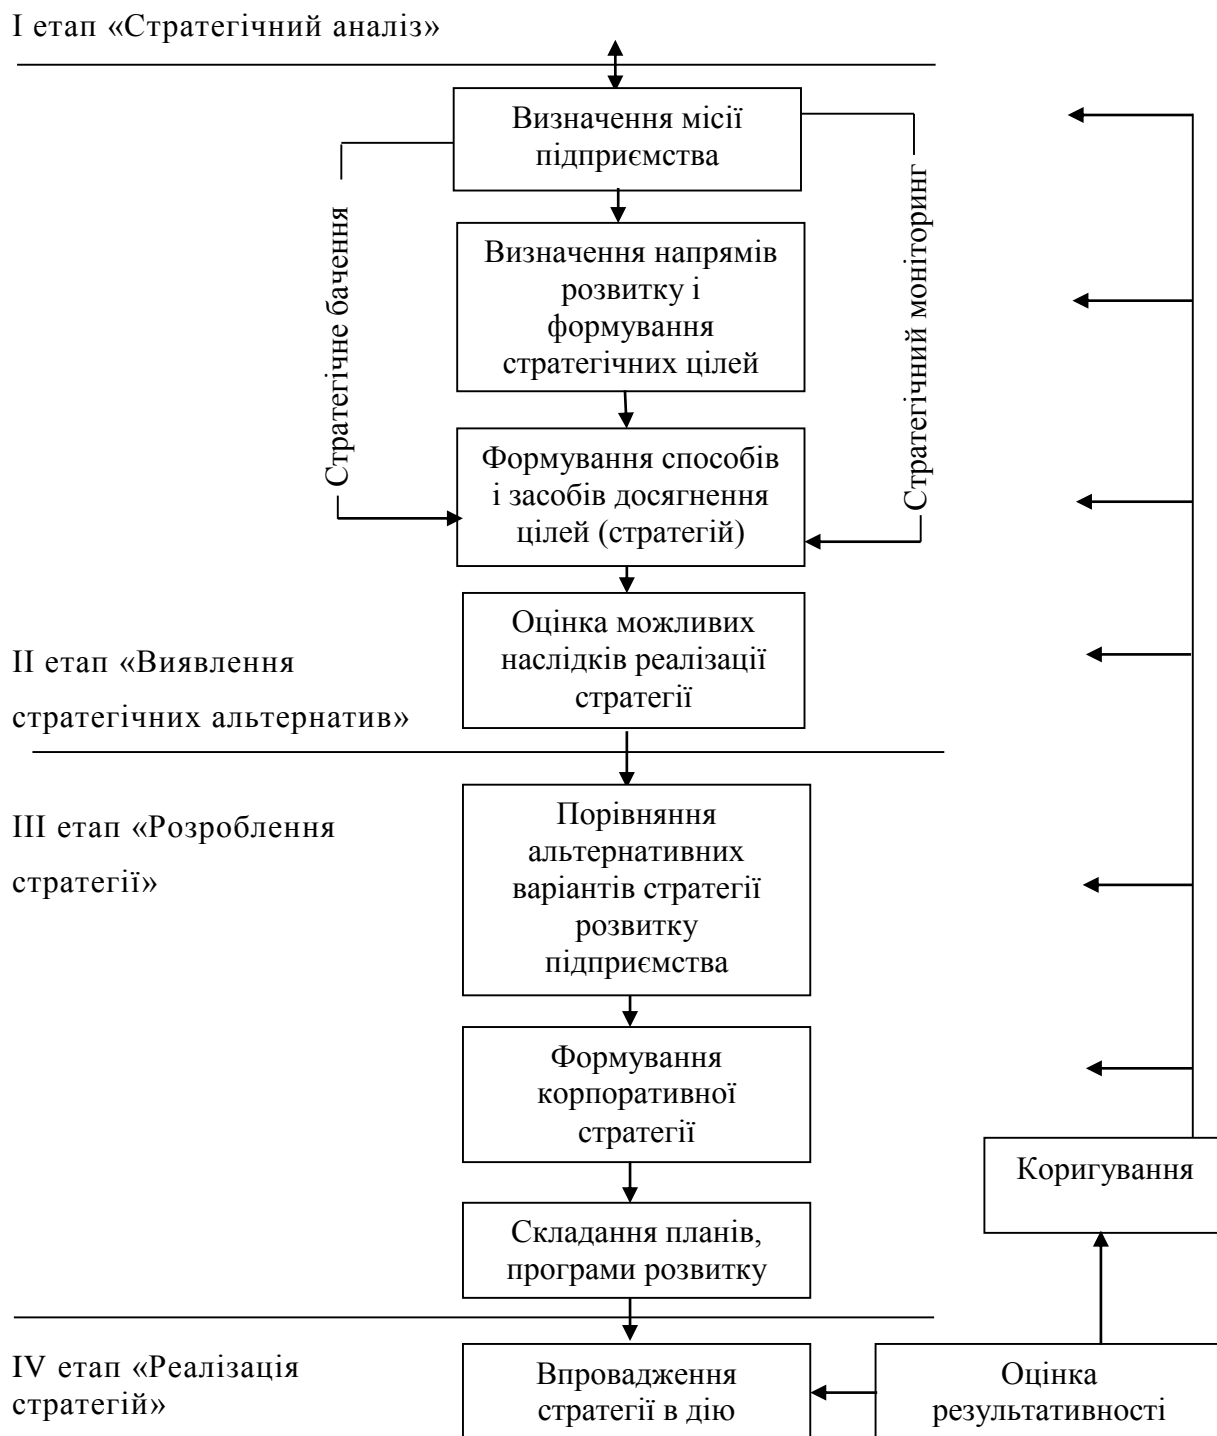 І етап «Стратегічний аналіз»
Визначення місії
підприємства
Стратегічне бачення
Стратегічний моніторинг
Визначення напрямів
розвитку і
формування
стратегічних цілей
Формування способів
і засобів досягнення
цілей (стратегій)
Оцінка можливих
наслідків реалізації
стратегії
ІІ етап «Виявлення
стратегічних альтернатив»
ІІІ етап «Розроблення
стратегії»
Порівняння
альтернативних
варіантів стратегії
розвитку
підприємства
Формування
корпоративної
стратегії
Коригування
Складання планів,
програми розвитку
IV етап «Реалізація
стратегій»
Впровадження
стратегії в дію
Оцінка
результативності